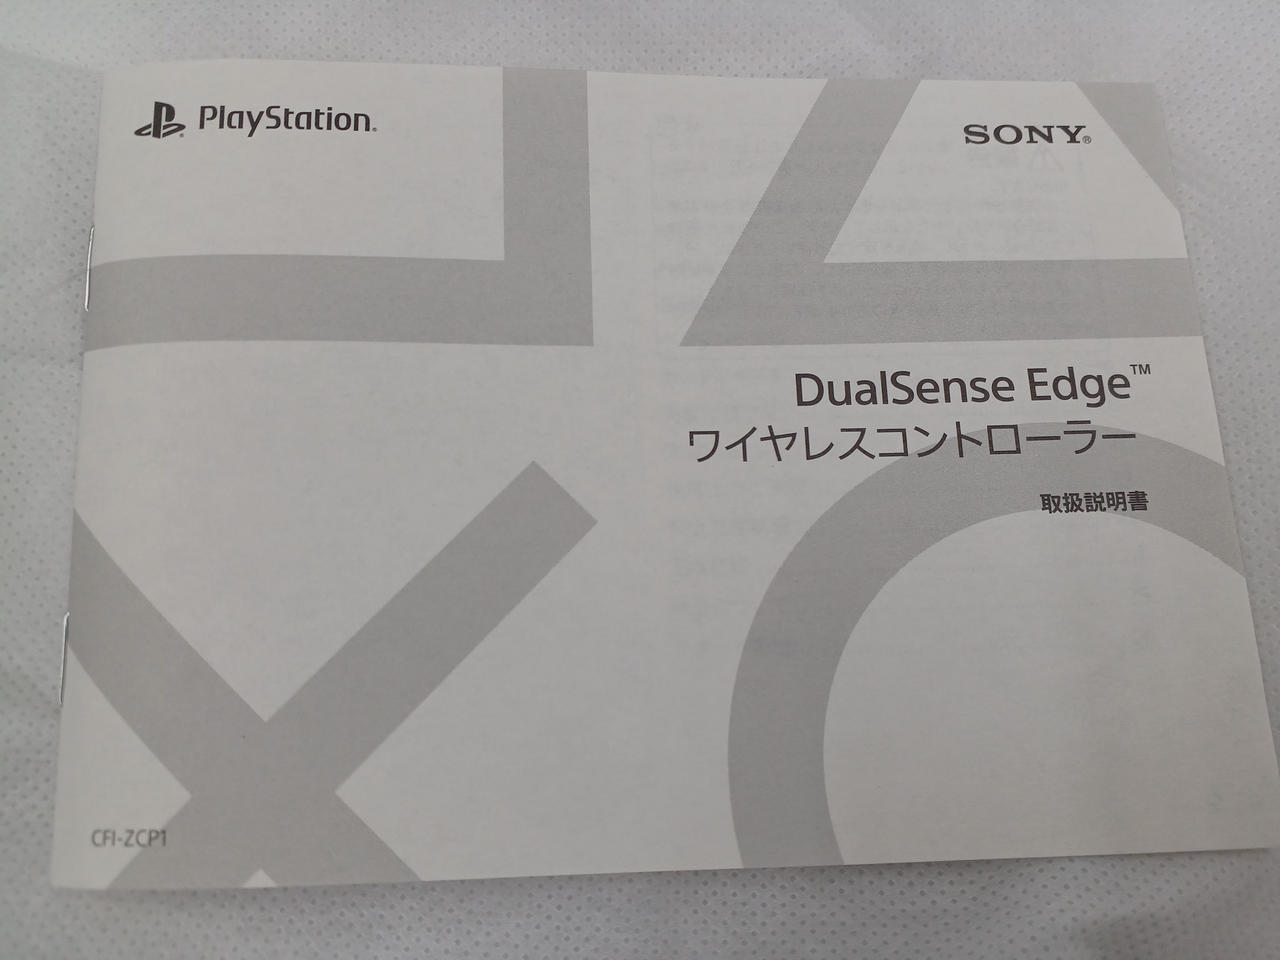 PlayStation®
SONY®
DualSense Edge™
ワイヤレスコントローラー
取扱説明書
CFI-ZCP1